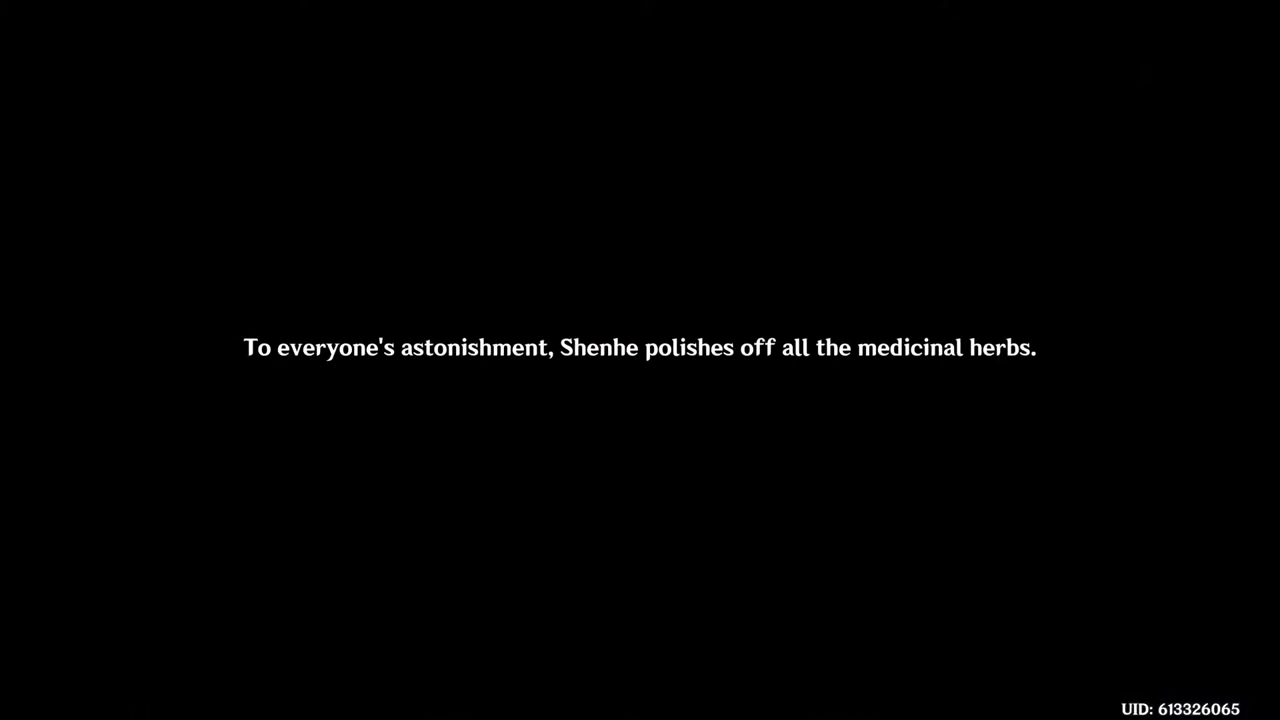 To everyone's astonishment, Shenhe polishes off all the medicinal herbs.
UID: 613326065